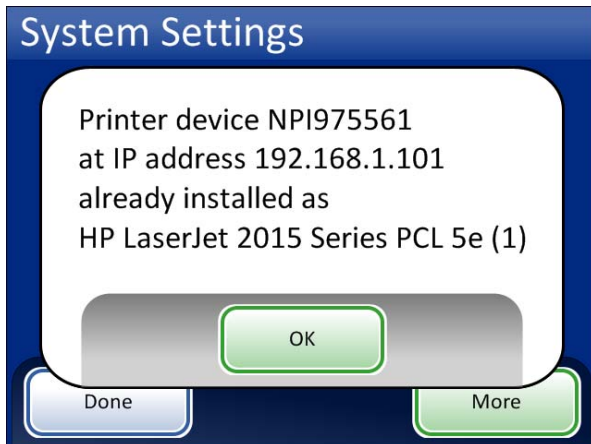 System Settings
Printer device NPI975561
at IP address 192.168.1.101
already installed as
HP LaserJet 2015 Series PCL 5e (1)
OK
Done
More